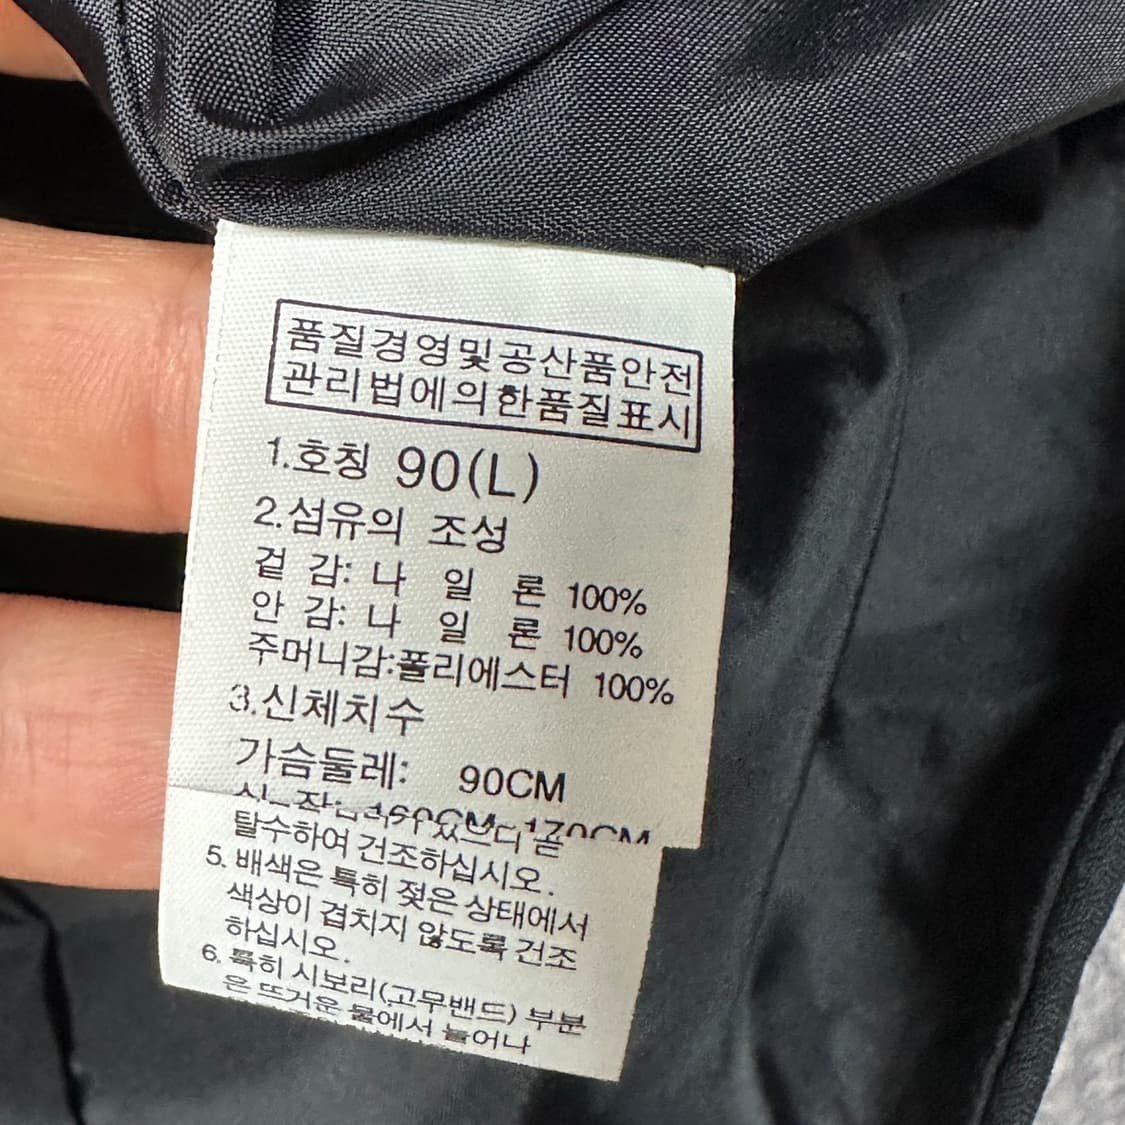 품질경영및공산품안전
관리법에의한품질표시
1.호칭 90(L)
2.섬유의 조성
겉 감: 나 일 론 100%
안 감: 나 일 론 100%
주머니감:폴리에스터 100%
3.신체치수
가슴둘레: 90CM
탈수하여 건조하십시오.
5. 배색은 특히 젖은 상태에서
색상이 겹치지 않도록 건조
하십시오.
6. 특히 시보리(고무밴드) 부분
은 뜨거운 물에서 늘어나